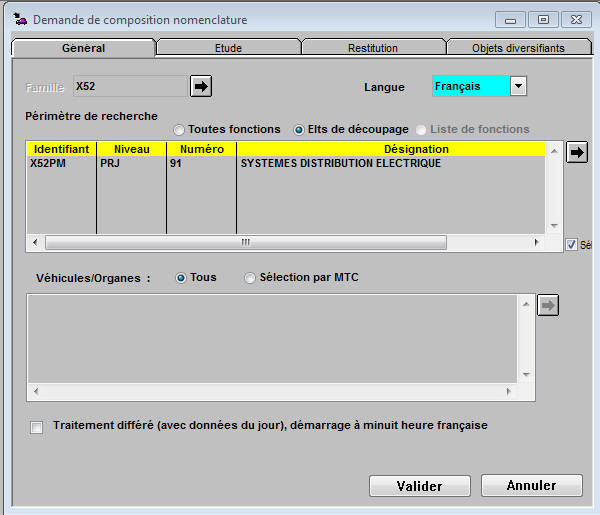 Demande de composition nomenclature
Général Etude Restitution Objets diversifiants
Famille X52 Langue Français
Périmètre de recherche
Toutes fonctions Elts de découpage Liste de fonctions
Identifiant Niveau Numéro Désignation
X52PM PRJ 91 SYSTEMES DISTRIBUTION ELECTRIQUE
Sél
Véhicules/Organes : Tous Sélection par MTC
Traitement différé (avec données du jour), démarrage à minuit heure française
Valider Annuler